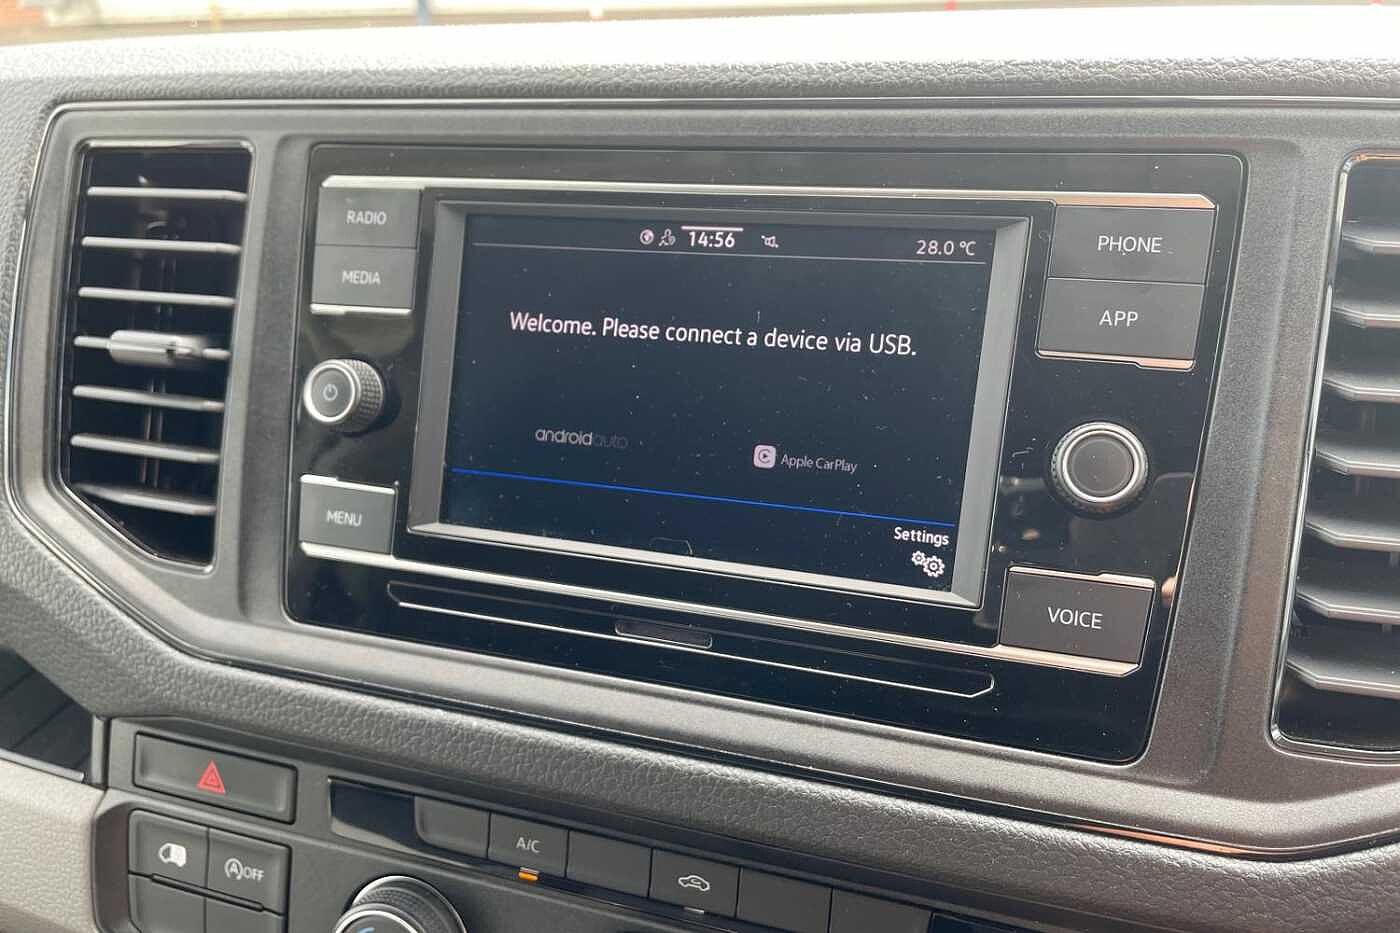 RADIO
MEDIA
14:56
28.0 °C
PHONE
APP
Welcome. Please connect a device via USB.
androidauto
Apple CarPlay
MENU
Settings
VOICE
A/C
A OFF